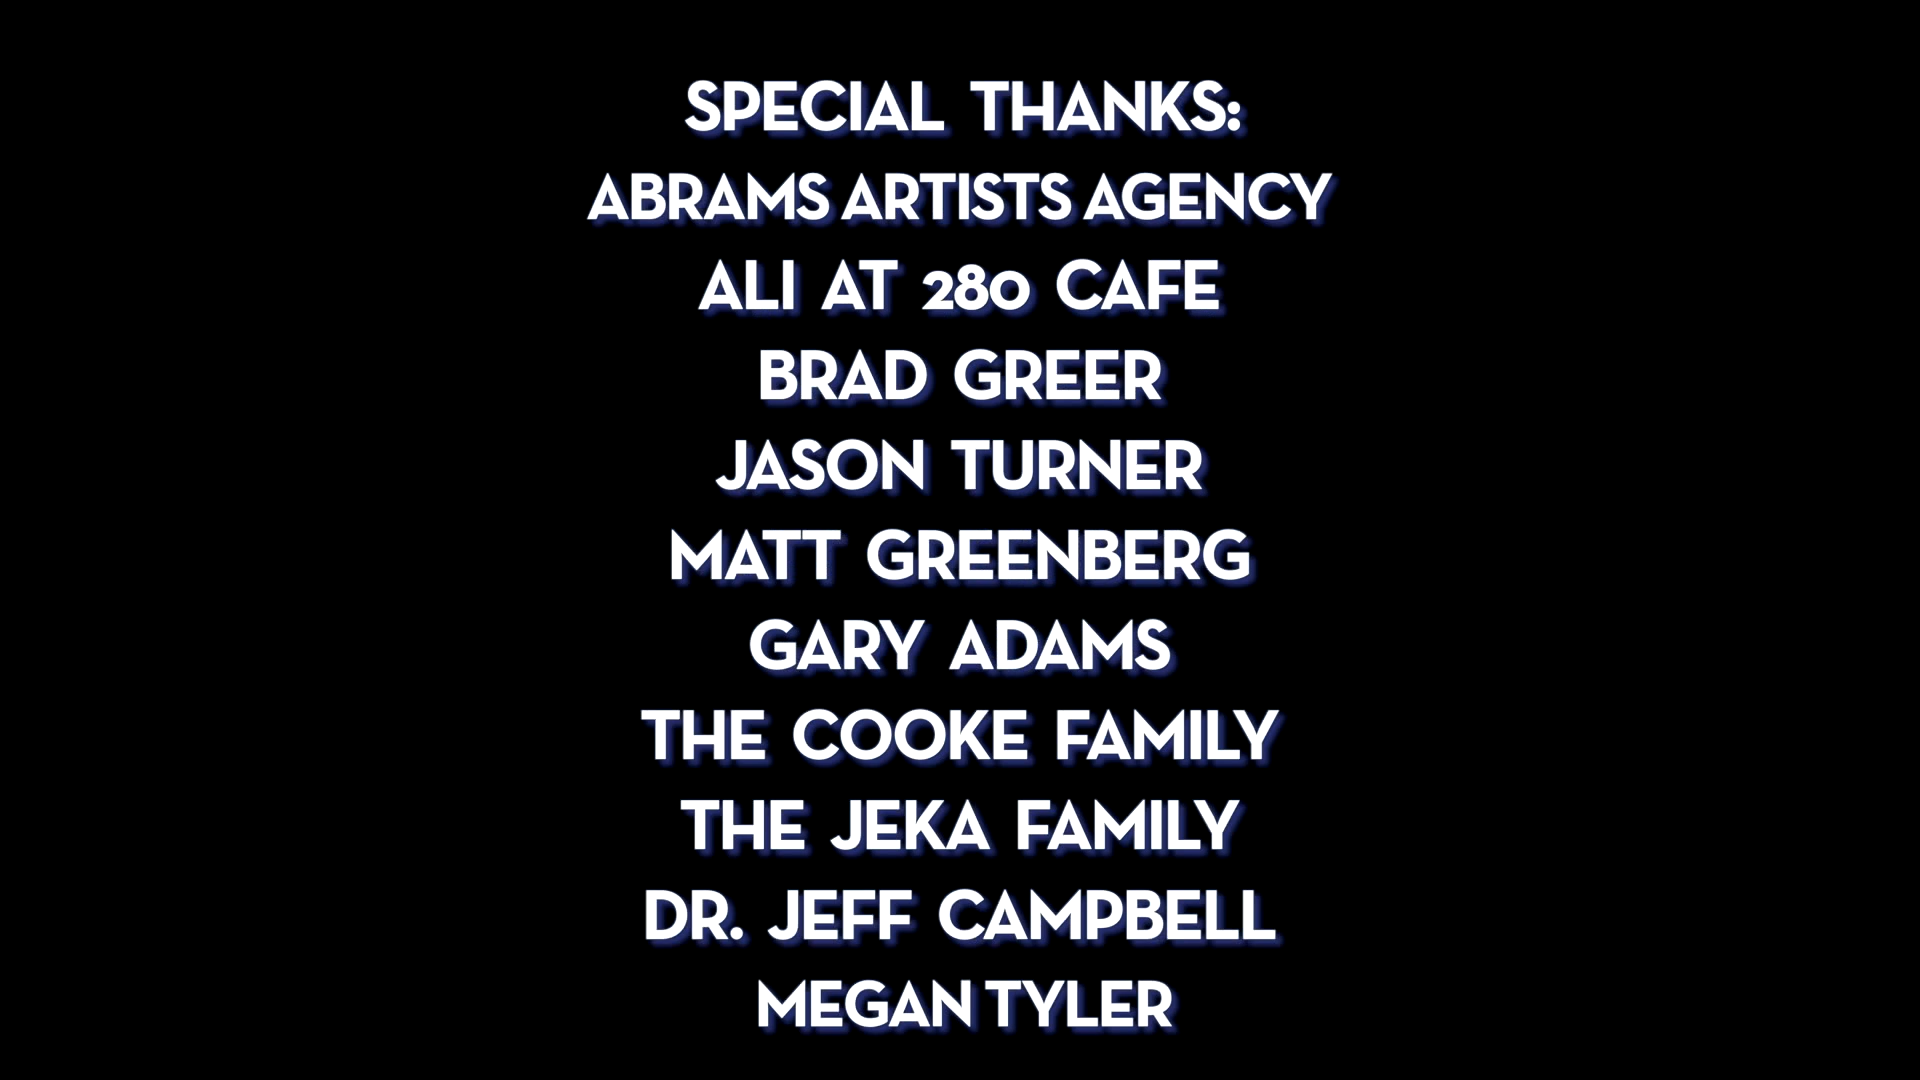 SPECIAL THANKS:
ABRAMS ARTISTS AGENCY
ALI AT 280 CAFE
BRAD GREER
JASON TURNER
MATT GREENBERG
GARY ADAMS
THE COOKE FAMILY
THE JEKA FAMILY
DR. JEFF CAMPBELL
MEGAN TYLER